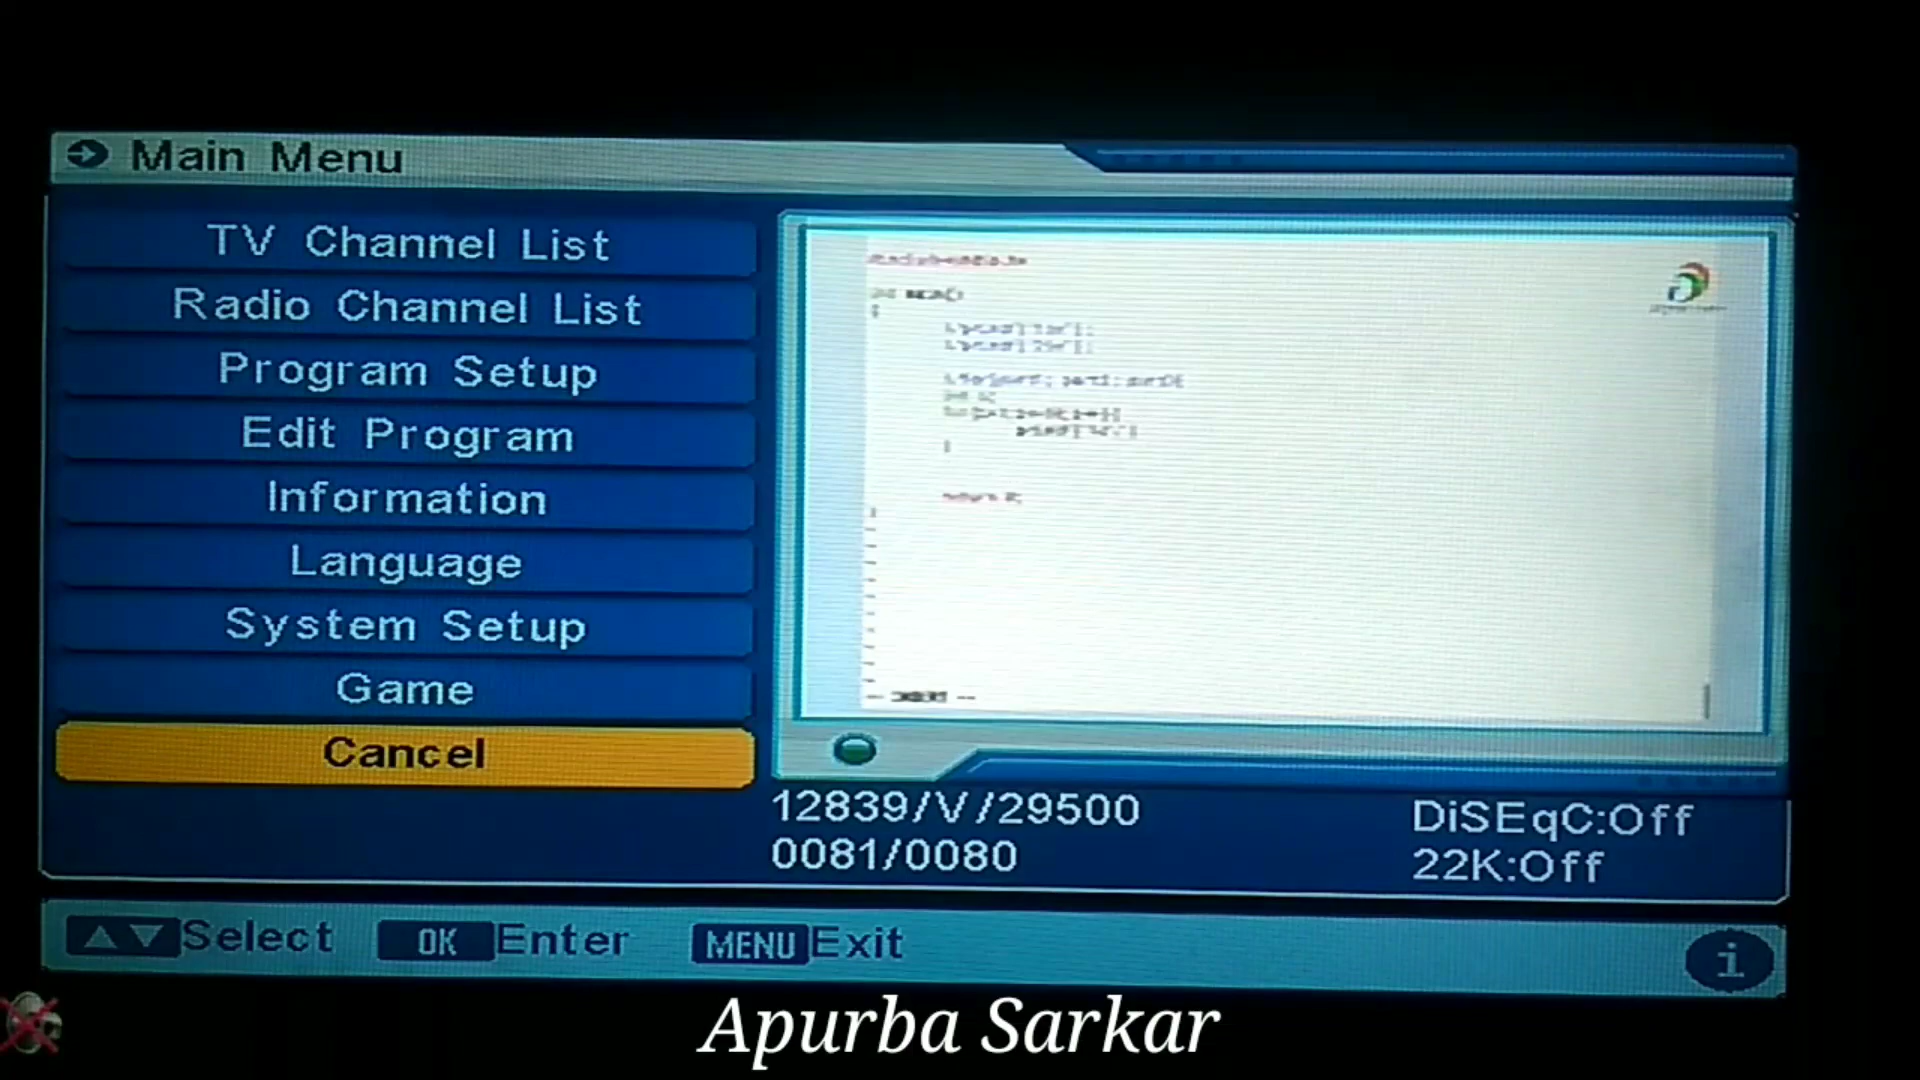 Main Menu
TV Channel List
Radio Channel List
Program Setup
Edit Program
Information
Language
System Setup
Game
Cancel
12839/V/29500
0081/0080
DiSEqC:Off
22K:Off
Select OK Enter MENU Exit
i
Apurba Sarkar